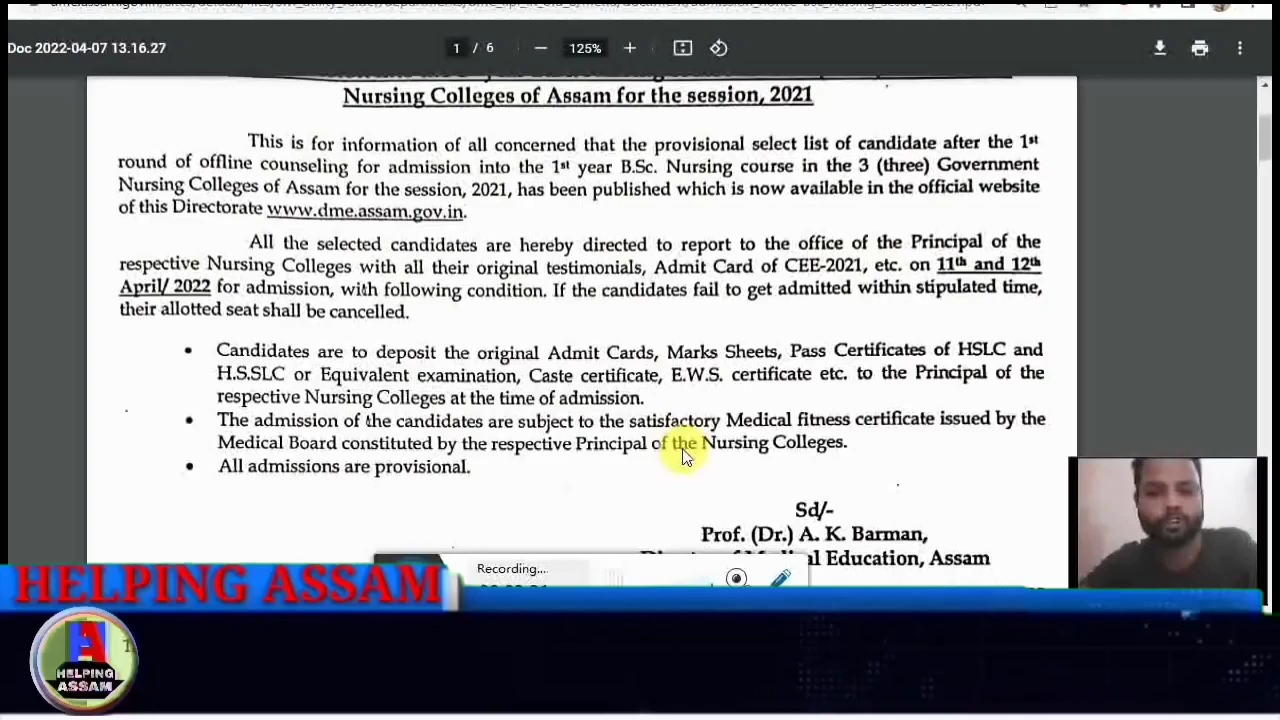 Doc 2022-04-07 13.16.27
1 / 6
125%
Nursing Colleges of Assam for the session, 2021
This is for information of all concerned that the provisional select list of candidate after the 1st
round of offline counseling for admission into the 1st year B.Sc. Nursing course in the 3 (three) Government
Nursing Colleges of Assam for the session, 2021, has been published which is now available in the official website
of this Directorate www.dme.assam.gov.in.
All the selected candidates are hereby directed to report to the office of the Principal of the
respective Nursing Colleges with all their original testimonials, Admit Card of CEE-2021, etc. on 11th and 12th
April/ 2022 for admission, with following condition. If the candidates fail to get admitted within stipulated time,
their allotted seat shall be cancelled.
• Candidates are to deposit the original Admit Cards, Marks Sheets, Pass Certificates of HSLC and
H.S.SLC or Equivalent examination, Caste certificate, E.W.S. certificate etc. to the Principal of the
respective Nursing Colleges at the time of admission.
• The admission of the candidates are subject to the satisfactory Medical fitness certificate issued by the
Medical Board constituted by the respective Principal of the Nursing Colleges.
• All admissions are provisional.
Sd/-
Prof. (Dr.) A. K. Barman,
al Education, Assam
Recording...
HELPING ASSAM
HELPING
ASSAM